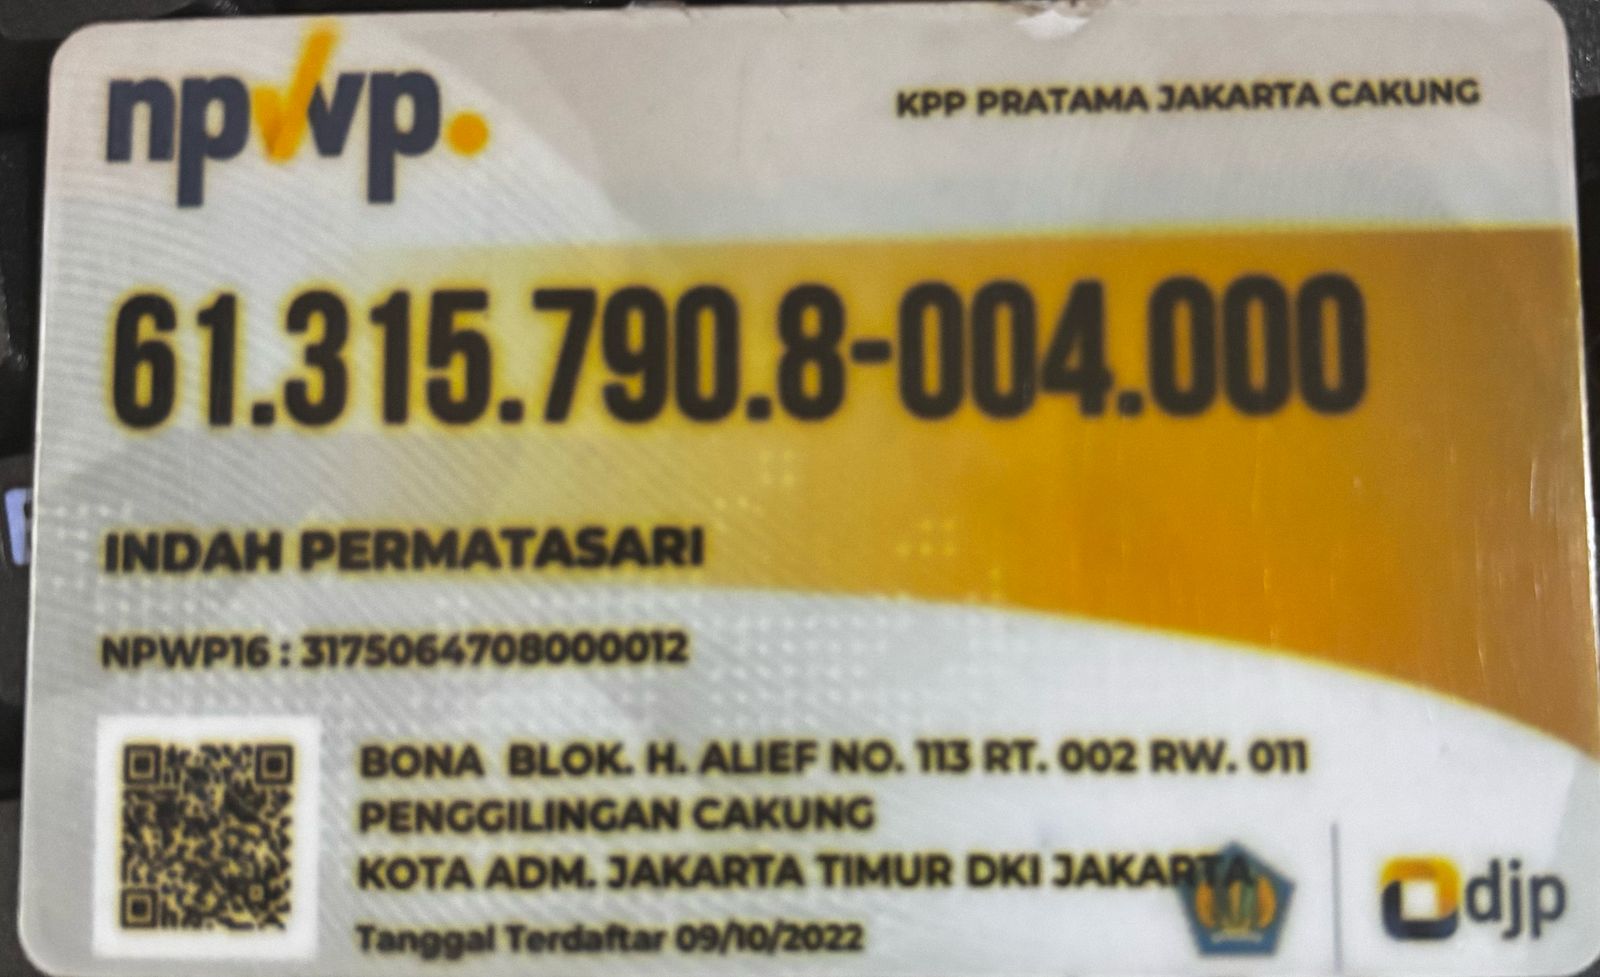 npwp.
KPP PRATAMA JAKARTA CAKUNG
61.315.790.8-004.000
INDAH PERMATASARI
NPWP16 : 3175064708000012
BONA BLOK. H. ALIEF NO. 113 RT. 002 RW. 011
PENGGILINGAN CAKUNG
KOTA ADM. JAKARTA TIMUR DKI JAKARTA
Tanggal Terdaftar 09/10/2022
djp